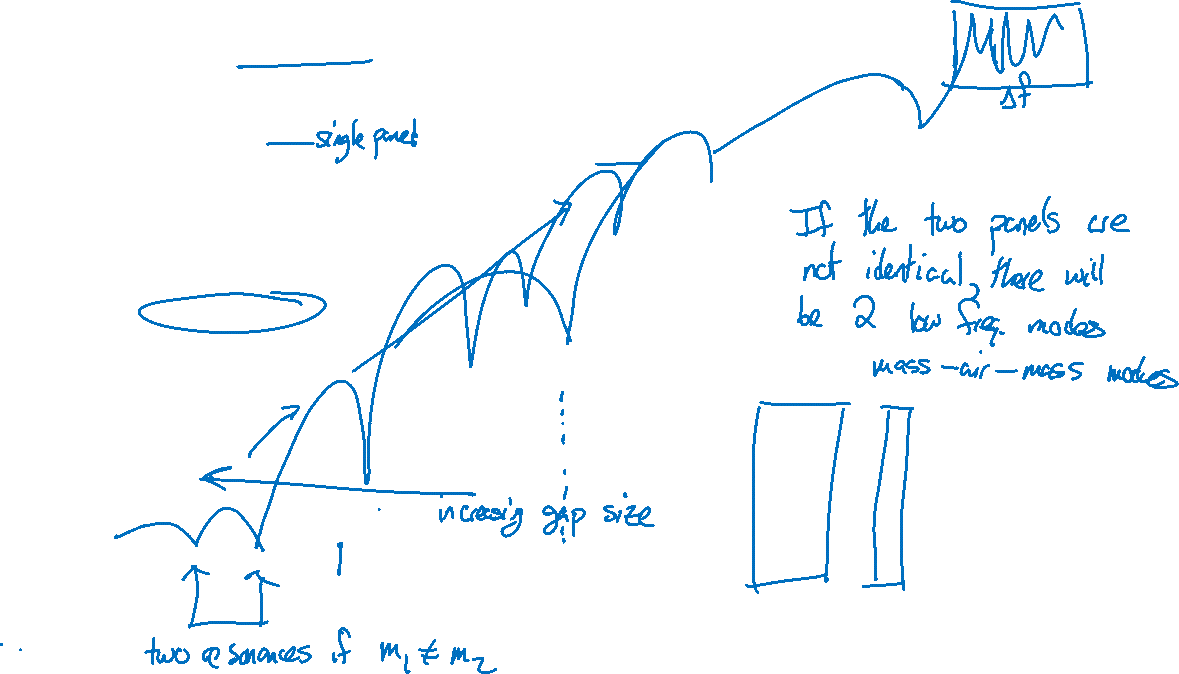 Δf
single panel
If the two panels are
not identical, there will
be 2 low freq. modes
mass-air-mass modes
increasing gap size
two resonances if m₁ ≠ m₂